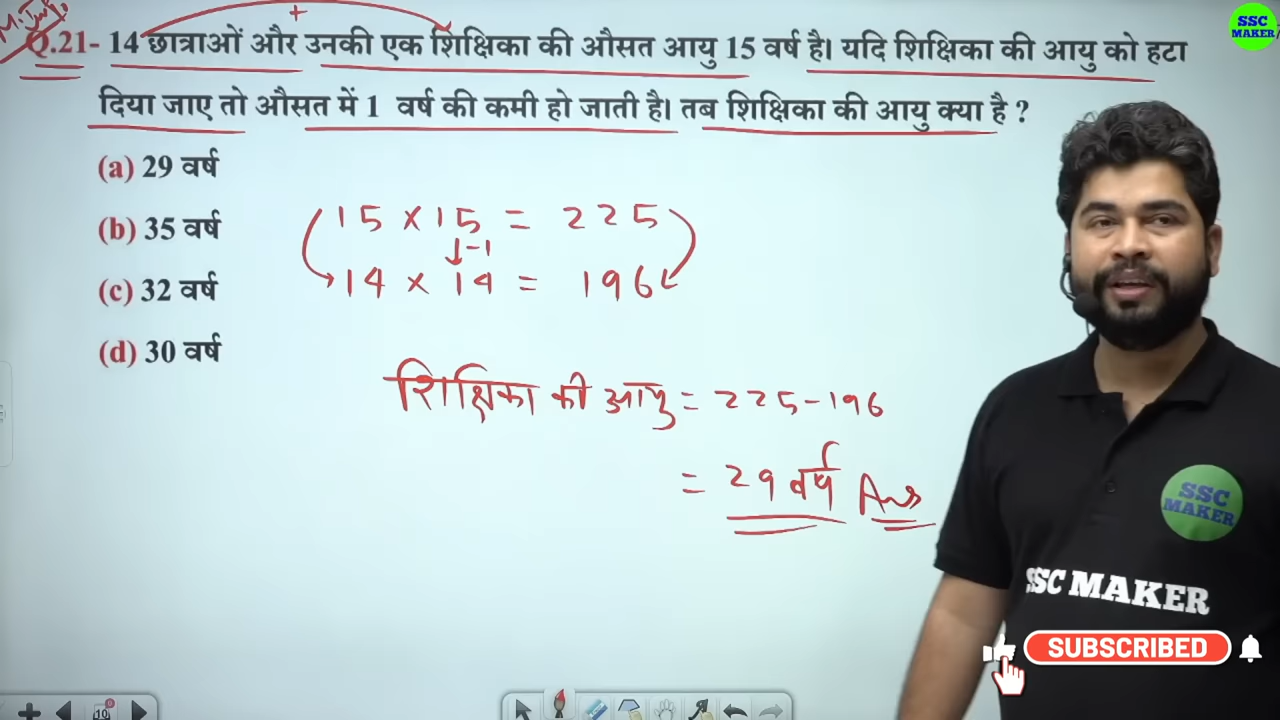 M. Imp.
Q.21- 14 छात्राओं और उनकी एक शिक्षिका की औसत आयु 15 वर्ष है। यदि शिक्षिका की आयु को हटा
दिया जाए तो औसत में 1 वर्ष की कमी हो जाती है। तब शिक्षिका की आयु क्या है ?
(a) 29 वर्ष
(b) 35 वर्ष
(c) 32 वर्ष
(d) 30 वर्ष
+
15 × 15 = 225
-1
14 × 14 = 196
शिक्षिका की आयु = 225-196
= 29 वर्ष Ans
SSC
MAKER
SSC
MAKER
SSC MAKER
SUBSCRIBED
10